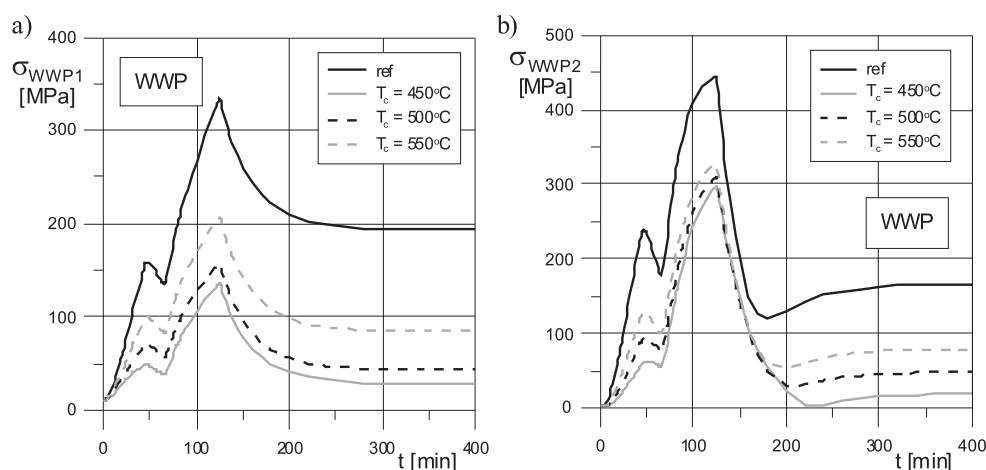 a)
σWWP1
[MPa]
400
300
200
100
0
0
100
200
300
400
t [min]
WWP
ref
Tc = 450°C
Tc = 500°C
Tc = 550°C
b)
σWWP2
[MPa]
500
400
300
200
100
0
0
100
200
300
400
t [min]
ref
Tc = 450°C
Tc = 500°C
Tc = 550°C
WWP